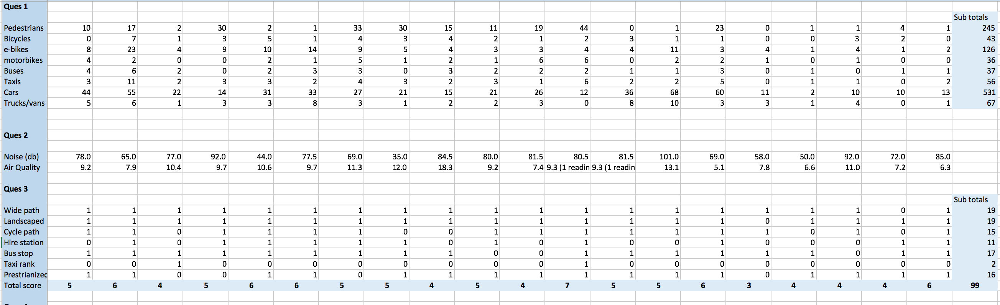 Ques 1
Sub totals
Pedestrians 10 17 2 30 2 1 33 30 15 11 19 44 0 1 23 0 1 1 4 1 245
Bicycles 0 7 1 3 5 1 4 3 4 2 1 2 3 1 1 0 0 3 2 0 43
e-bikes 8 23 4 9 10 14 9 5 4 3 3 4 4 11 3 4 1 4 1 2 126
motorbikes 4 2 0 0 2 1 5 1 2 1 6 6 0 2 2 1 0 1 0 0 36
Buses 4 6 2 0 2 3 3 0 3 2 2 2 1 1 3 0 1 0 1 1 37
Taxis 3 11 2 3 3 2 4 3 2 3 1 6 2 2 5 0 1 1 0 2 56
Cars 44 55 22 14 31 33 27 21 15 21 26 12 36 68 60 11 2 10 10 13 531
Trucks/vans 5 6 1 3 3 8 3 1 2 2 3 0 8 10 3 3 1 4 0 1 67
Ques 2
Noise (db) 78.0 65.0 77.0 92.0 44.0 77.5 69.0 35.0 84.5 80.0 81.5 80.5 81.5 101.0 69.0 58.0 50.0 92.0 72.0 85.0
Air Quality 9.2 7.9 10.4 9.7 10.6 9.7 11.3 12.0 18.3 9.2 7.4 9.3 (1 readin 9.3 (1 readin 13.1 5.1 7.8 6.6 11.0 7.2 6.3
Ques 3
Sub totals
Wide path 1 1 1 1 1 1 1 1 1 1 1 1 1 1 1 1 1 1 0 1 19
Landscaped 1 1 1 1 1 1 1 1 1 1 1 1 1 1 1 0 1 1 1 1 19
Cycle path 1 1 0 1 1 1 1 0 0 1 1 1 1 1 1 1 0 1 0 1 15
Hire station 0 1 0 1 1 1 1 1 0 1 0 1 0 0 1 0 0 0 1 1 11
Bus stop 1 1 1 1 1 1 1 1 1 0 0 1 1 1 1 1 1 0 1 1 17
Taxi rank 0 0 1 0 0 0 0 0 0 0 0 1 0 0 0 0 0 0 0 0 2
Prestrianized 1 1 0 0 1 1 0 1 1 1 1 1 1 1 1 0 1 1 1 1 16
Total score 5 6 4 5 6 6 5 5 4 5 4 7 5 5 6 3 4 4 4 6 99